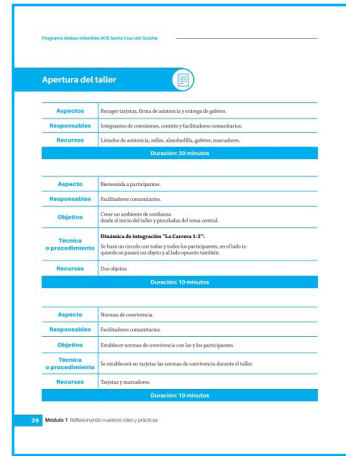 Programa Aldeas Infantiles SOS Santa Cruz del Quiche
Apertura del taller
Aspectos Recoger tarjetas, firma de asistencia y entrega de gafetes.
Responsables Integrantes de comisiones, comités y facilitadores comunitarios.
Recursos Listados de asistencia, sellos, almohadilla, gafetes, marcadores.
Duración: 20 minutos
Aspecto Bienvenida a participantes.
Responsables Facilitadores comunitarios.
Objetivo Crear un ambiente de confianza
desde el inicio del taller y pinceladas del tema central.
Técnica
o procedimiento
Dinámica de integración "La Carrera 1-2":
Se hará un círculo con todas y todos los participantes, en el lado iz-
quierdo se pasará un objeto y al lado opuesto también.
Recursos Dos objetos.
Duración: 10 minutos
Aspecto Normas de convivencia.
Responsables Facilitadores comunitarios.
Objetivo Establecer normas de convivencia con las y los participantes.
Técnica
o procedimiento
Se establecerá en tarjetas las normas de convivencia durante el taller.
Recursos Tarjetas y marcadores.
Duración: 10 minutos
26 Módulo 1 Reflexionando nuestros roles y prácticas